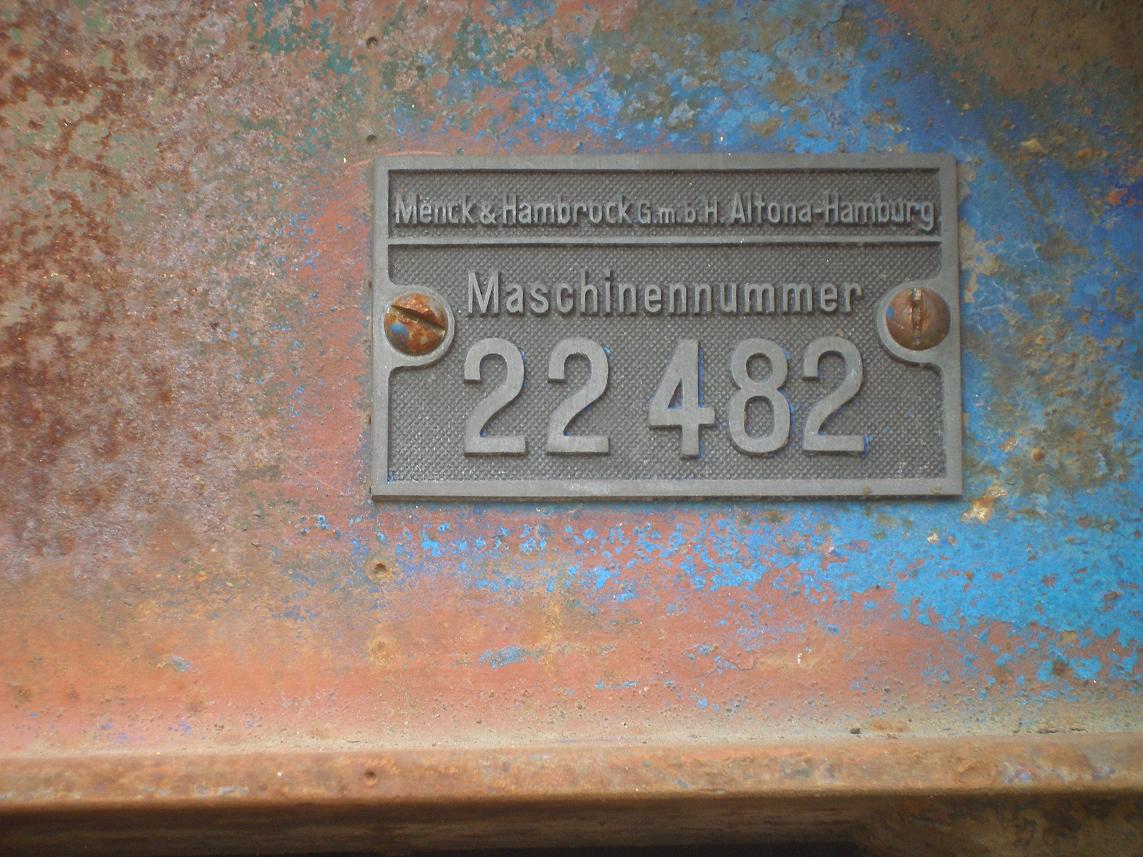 Menck & Hambrock G.m.b.H. Altona-Hamburg
Maschinennummer
22 482